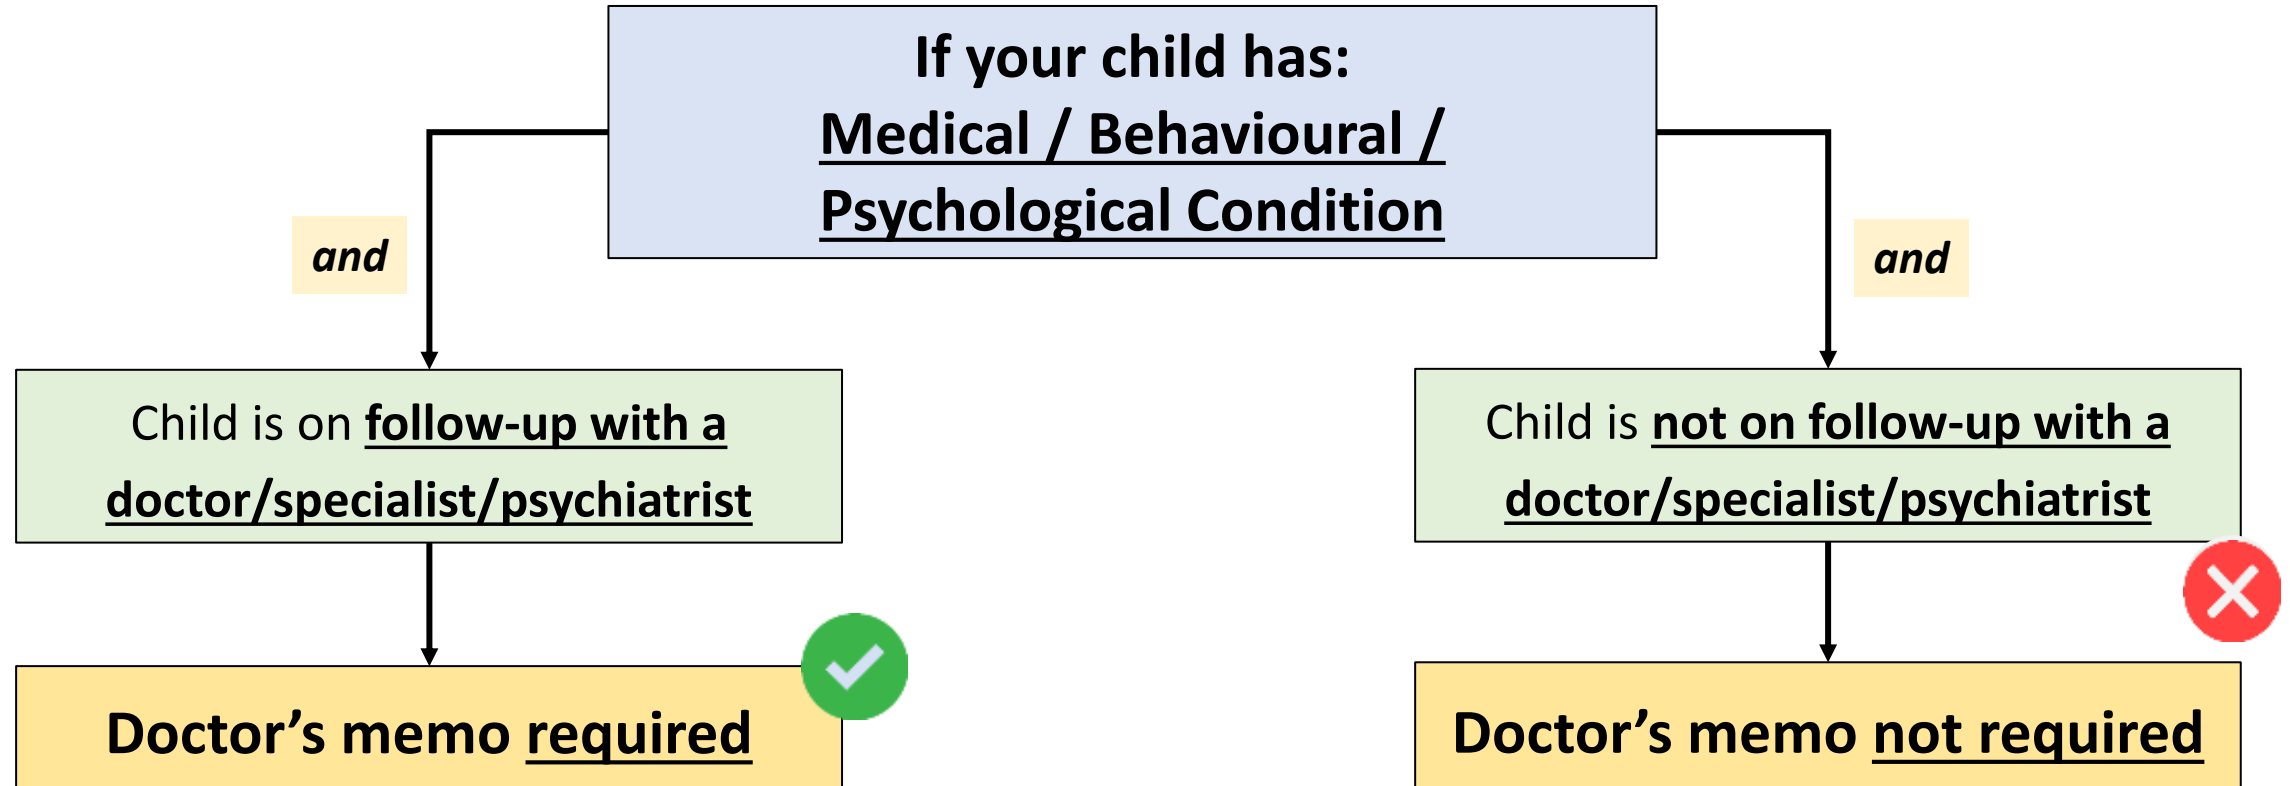 If your child has:
Medical / Behavioural /
Psychological Condition
and
and
Child is on follow-up with a
doctor/specialist/psychiatrist
Child is not on follow-up with a
doctor/specialist/psychiatrist
Doctor’s memo required
Doctor’s memo not required